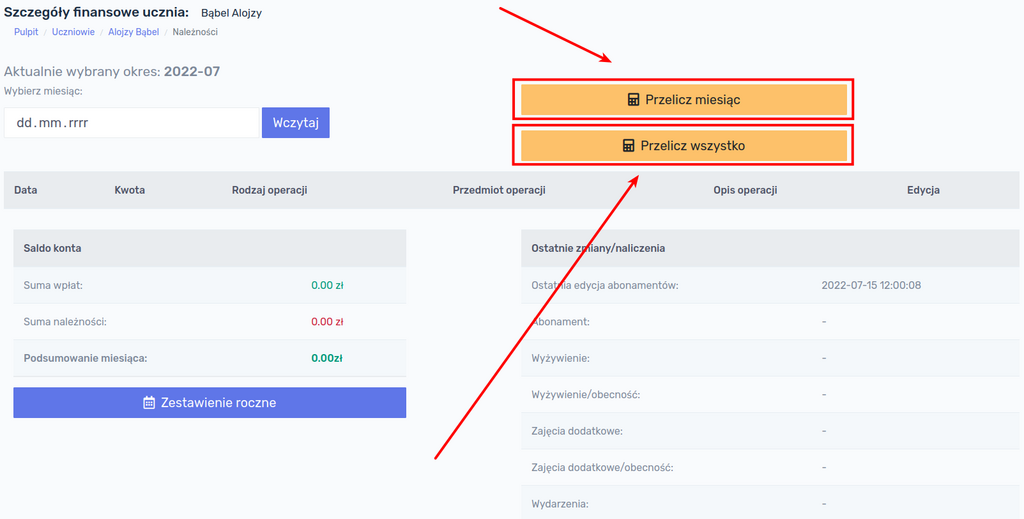 Szczegóły finansowe ucznia: Bąbel Alojzy
Pulpit / Uczniowie / Alojzy Bąbel / Należności
Aktualnie wybrany okres: 2022-07
Wybierz miesiąc:
dd.mm.rrrr Wczytaj
Przelicz miesiąc
Przelicz wszystko
Data Kwota Rodzaj operacji Przedmiot operacji Opis operacji Edycja
Saldo konta
Suma wpłat: 0.00 zł
Suma należności: 0.00 zł
Podsumowanie miesiąca: 0.00zł
Zestawienie roczne
Ostatnie zmiany/naliczenia
Ostatnia edycja abonamentów: 2022-07-15 12:00:08
Abonament: -
Wyżywienie: -
Wyżywienie/obecność: -
Zajęcia dodatkowe: -
Zajęcia dodatkowe/obecność: -
Wydarzenia: -